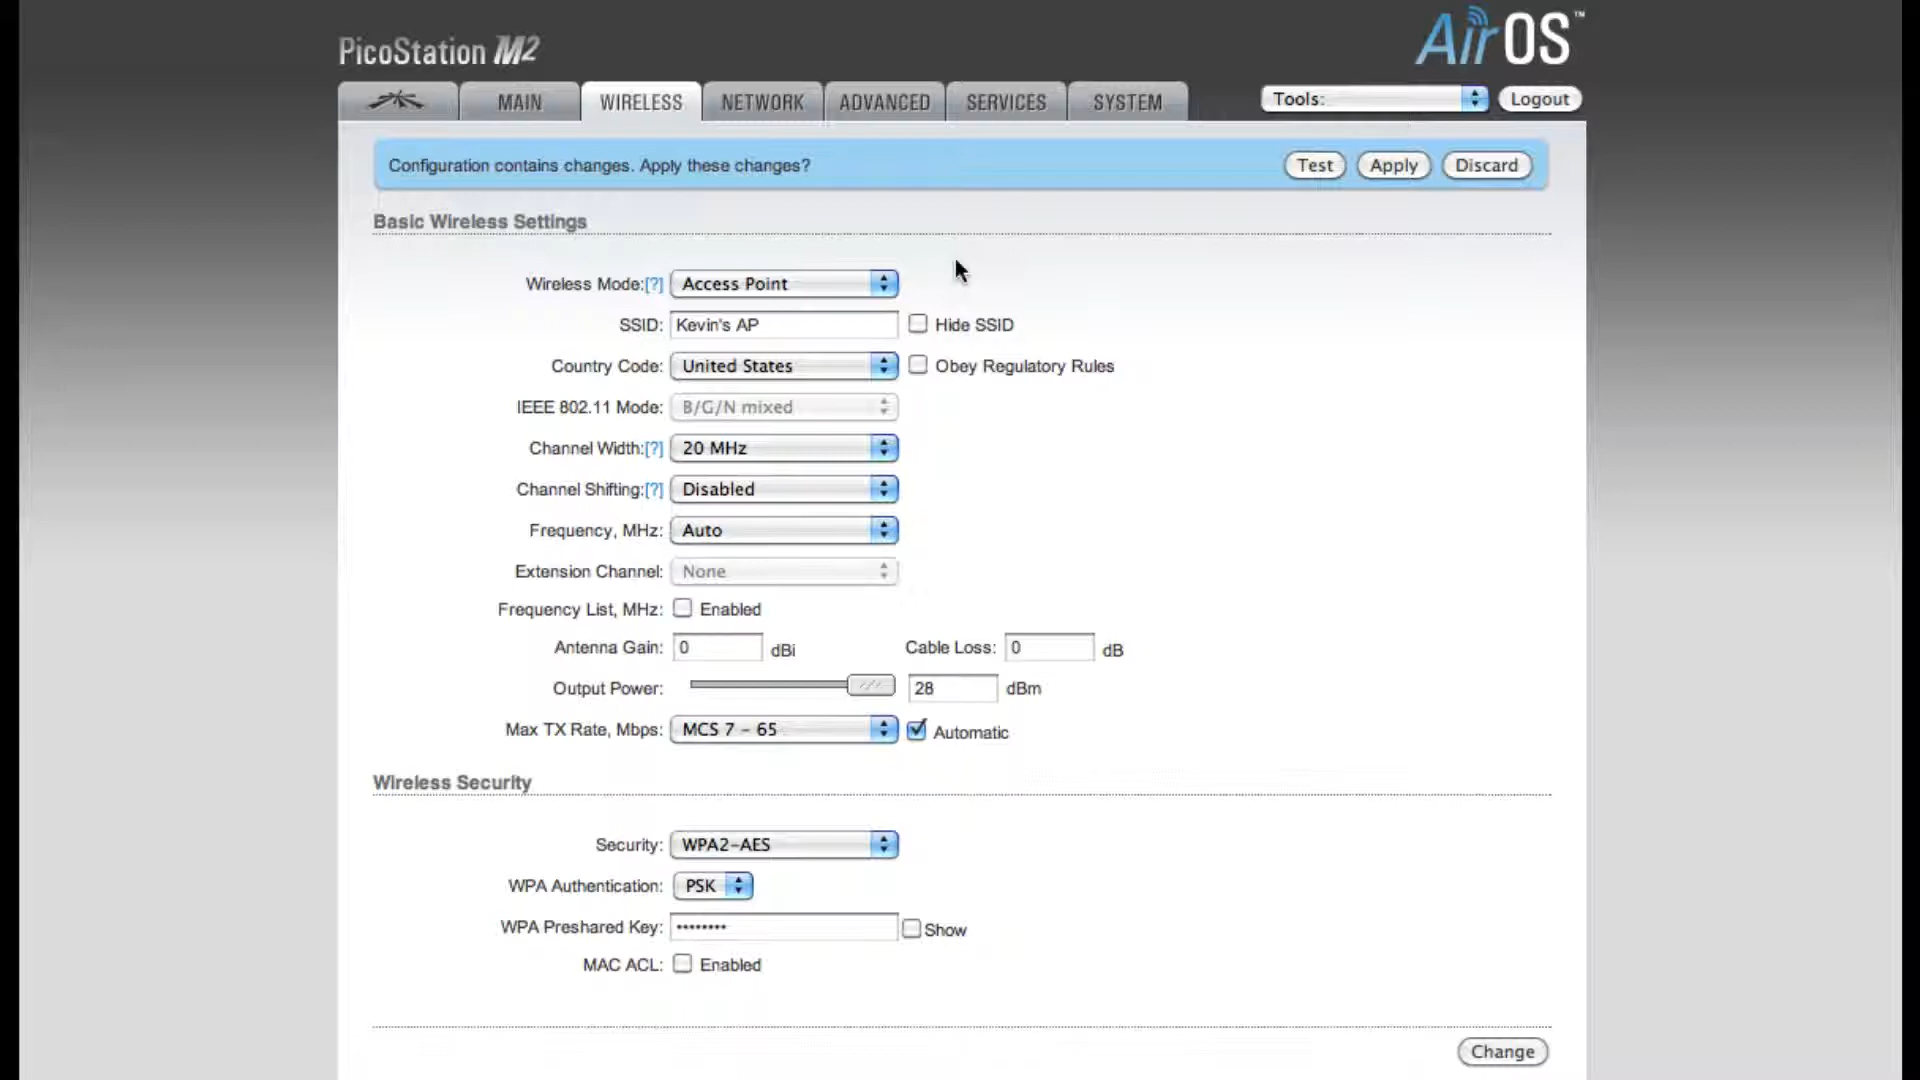 PicoStation M2
AirOS™
MAIN WIRELESS NETWORK ADVANCED SERVICES SYSTEM Tools: Logout
Configuration contains changes. Apply these changes? Test Apply Discard
Basic Wireless Settings
Wireless Mode:[?] Access Point
SSID: Kevin's AP Hide SSID
Country Code: United States Obey Regulatory Rules
IEEE 802.11 Mode: B/G/N mixed
Channel Width:[?] 20 MHz
Channel Shifting:[?] Disabled
Frequency, MHz: Auto
Extension Channel: None
Frequency List, MHz: Enabled
Antenna Gain: 0 dBi Cable Loss: 0 dB
Output Power: 28 dBm
Max TX Rate, Mbps: MCS 7 - 65 Automatic
Wireless Security
Security: WPA2-AES
WPA Authentication: PSK
WPA Preshared Key: •••••••• Show
MAC ACL: Enabled
Change